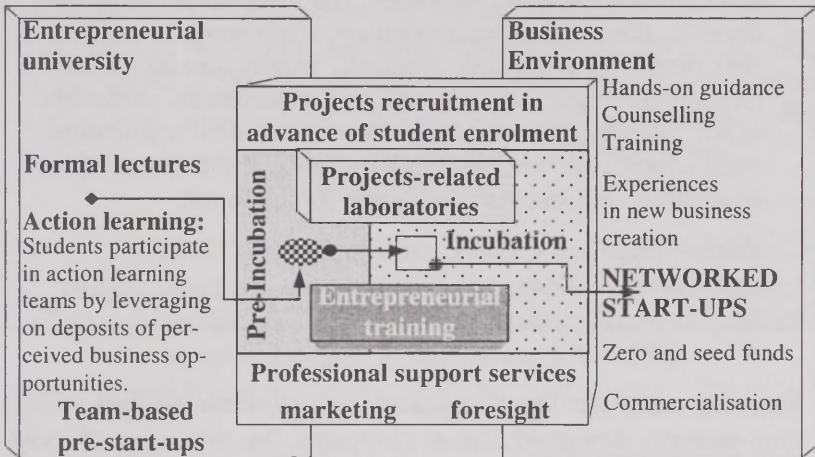 Entrepreneurial
university
Formal lectures
Action learning:
Students participate
in action learning
teams by leveraging
on deposits of per-
ceived business op-
portunities.
Team-based
pre-start-ups
Projects recruitment in
advance of student enrolment
Projects-related
laboratories
Pre-Incubation
Incubation
Entrepreneurial
training
Professional support services
marketing foresight
Business
Environment
Hands-on guidance
Counselling
Training
Experiences
in new business
creation
NETWORKED
START-UPS
Zero and seed funds
Commercialisation